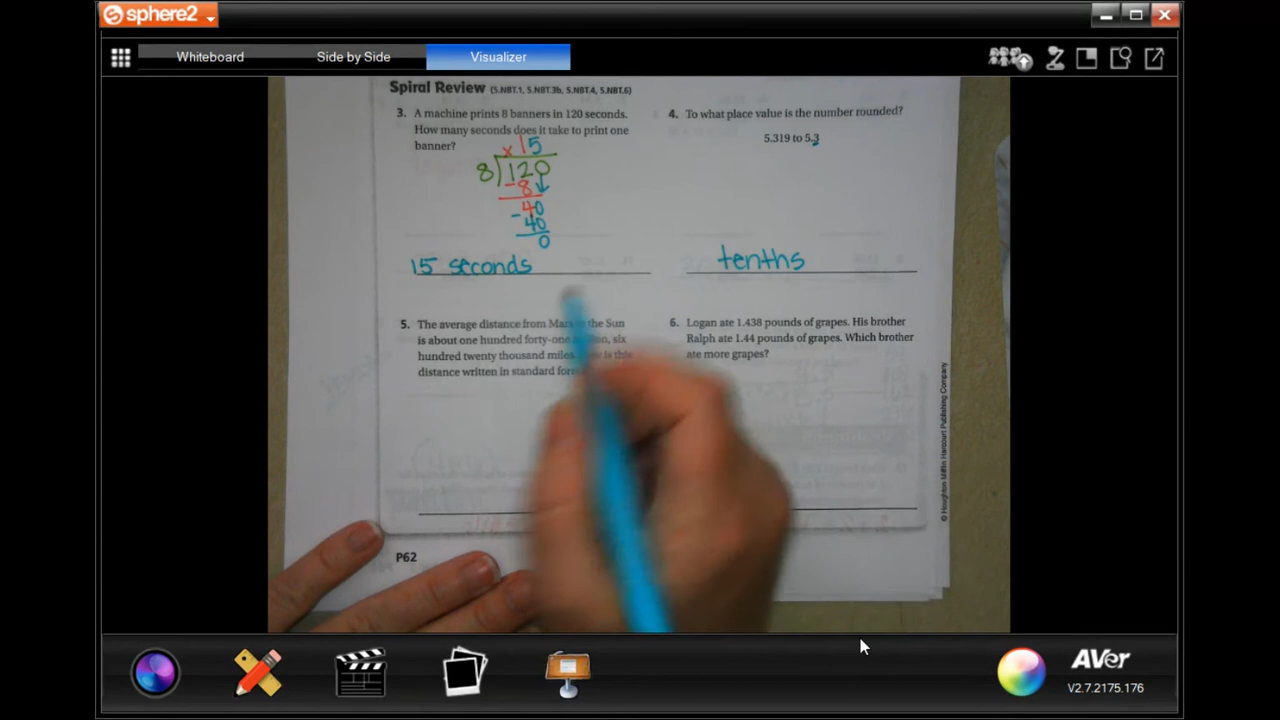 sphere2
Whiteboard Side by Side Visualizer
Spiral Review (5.NBT.1, 5.NBT.3b, 5.NBT.4, 5.NBT.6)
3. A machine prints 8 banners in 120 seconds.
How many seconds does it take to print one
banner?
x 15
8 120
-8
40
-40
0
15 seconds
4. To what place value is the number rounded?
5.319 to 5.3
tenths
5. The average distance from the Sun
is about one hundred forty-one six
hundred twenty thousand miles. is this
distance written in standard
6. Logan ate 1.438 pounds of grapes. His brother
Ralph ate 1.44 pounds of grapes. Which brother
ate more grapes?
© Houghton Mifflin Harcourt Publishing Company
P62
AVer
V2.7.2175.176